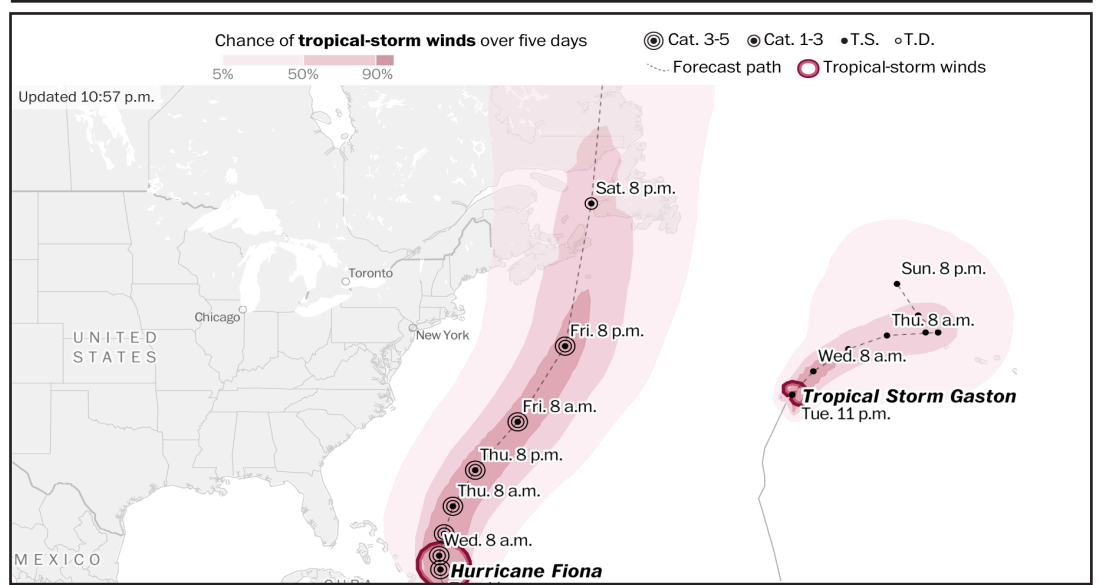 Chance of tropical-storm winds over five days
5% 50% 90%
Cat. 3-5 Cat. 1-3 T.S. T.D.
Forecast path Tropical-storm winds
Updated 10:57 p.m.
Sat. 8 p.m.
Toronto
Sun. 8 p.m.
Chicago
New York
UNITED
STATES
Fri. 8 p.m.
Thu. 8 a.m.
Wed. 8 a.m.
Tropical Storm Gaston
Tue. 11 p.m.
Fri. 8 a.m.
Thu. 8 p.m.
Thu. 8 a.m.
Wed. 8 a.m.
MEXICO
Hurricane Fiona